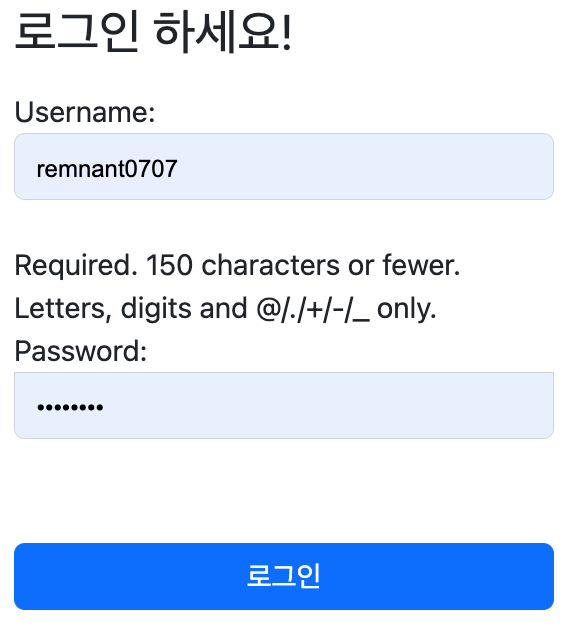 로그인 하세요!
Username:
remnant0707
Required. 150 characters or fewer.
Letters, digits and @/./+/-/_ only.
Password:
••••••••
로그인